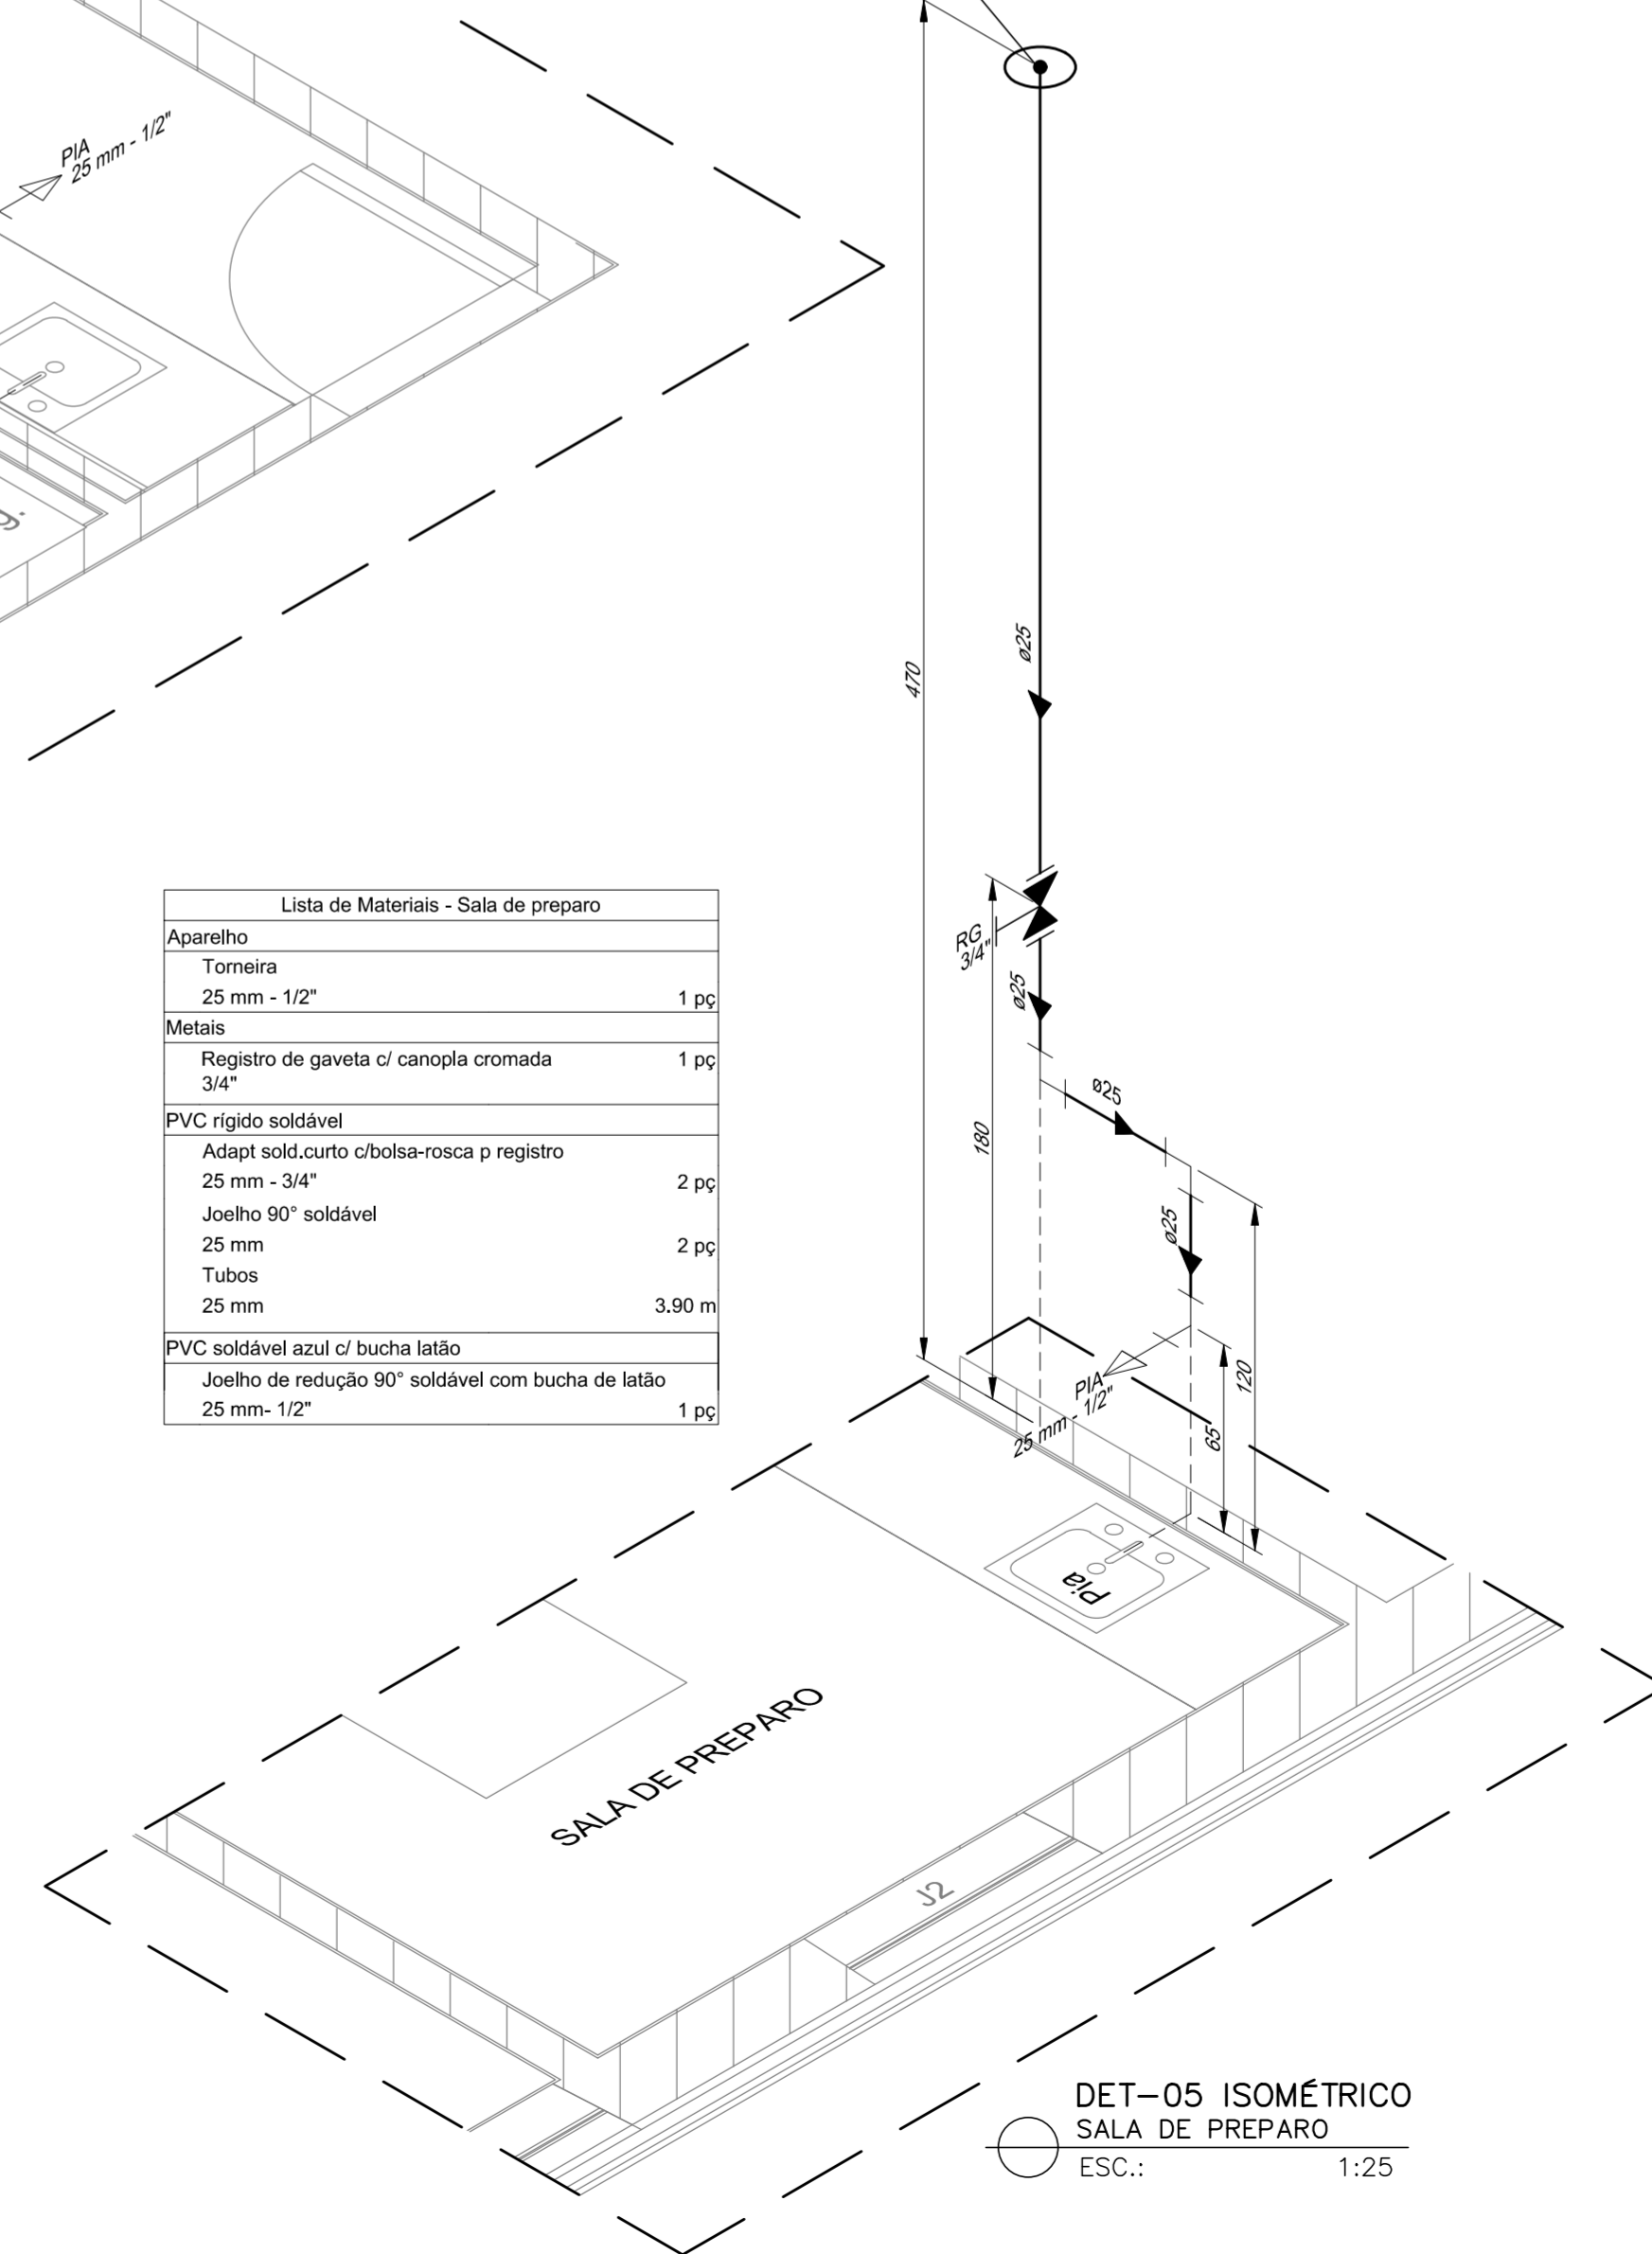 PIA
25 mm - 1/2"
g.
470
ø25
RG
3/4"
ø25
180
ø25
ø25
120
65
PIA
25 mm - 1/2"
Lista de Materiais - Sala de preparo
Aparelho
Torneira
25 mm - 1/2" 1 pç
Metais
Registro de gaveta c/ canopla cromada 1 pç
3/4"
PVC rígido soldável
Adapt sold.curto c/bolsa-rosca p registro
25 mm - 3/4" 2 pç
Joelho 90° soldável
25 mm 2 pç
Tubos
25 mm 3.90 m
PVC soldável azul c/ bucha latão
Joelho de redução 90° soldável com bucha de latão
25 mm- 1/2" 1 pç
Pia
SALA DE PREPARO
J2
DET-05 ISOMÉTRICO
SALA DE PREPARO
ESC.: 1:25